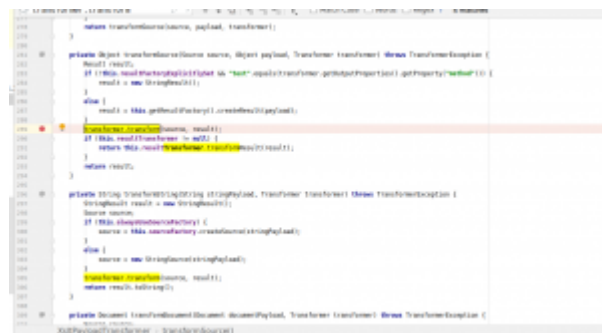 return transformSource(source, payload, transformer);
}
private Object transformSource(Source source, Object payload, Transformer transformer) throws TransformerException {
Result result;
if (!this.resultFactoryExplicitlySet && "text".equals(transformer.getOutputProperties().getProperty("method"))) {
result = new StringResult();
}
else {
result = this.getResultFactory().createResult(payload);
}
transformer.transform(source, result);
if (this.resultTransformer != null) {
return this.resultTransformer.transformResult(result);
}
return result;
}
private String transformString(String stringPayload, Transformer transformer) throws TransformerException {
StringResult result = new StringResult();
Source source;
if (this.alwaysUseSourceFactory) {
source = this.sourceFactory.createSource(stringPayload);
}
else {
source = new StringSource(stringPayload);
}
transformer.transform(source, result);
return result.toString();
}
private Document transformDocument(Document documentPayload, Transformer transformer) throws TransformerException {
XsltPayloadTransformer transformSource()